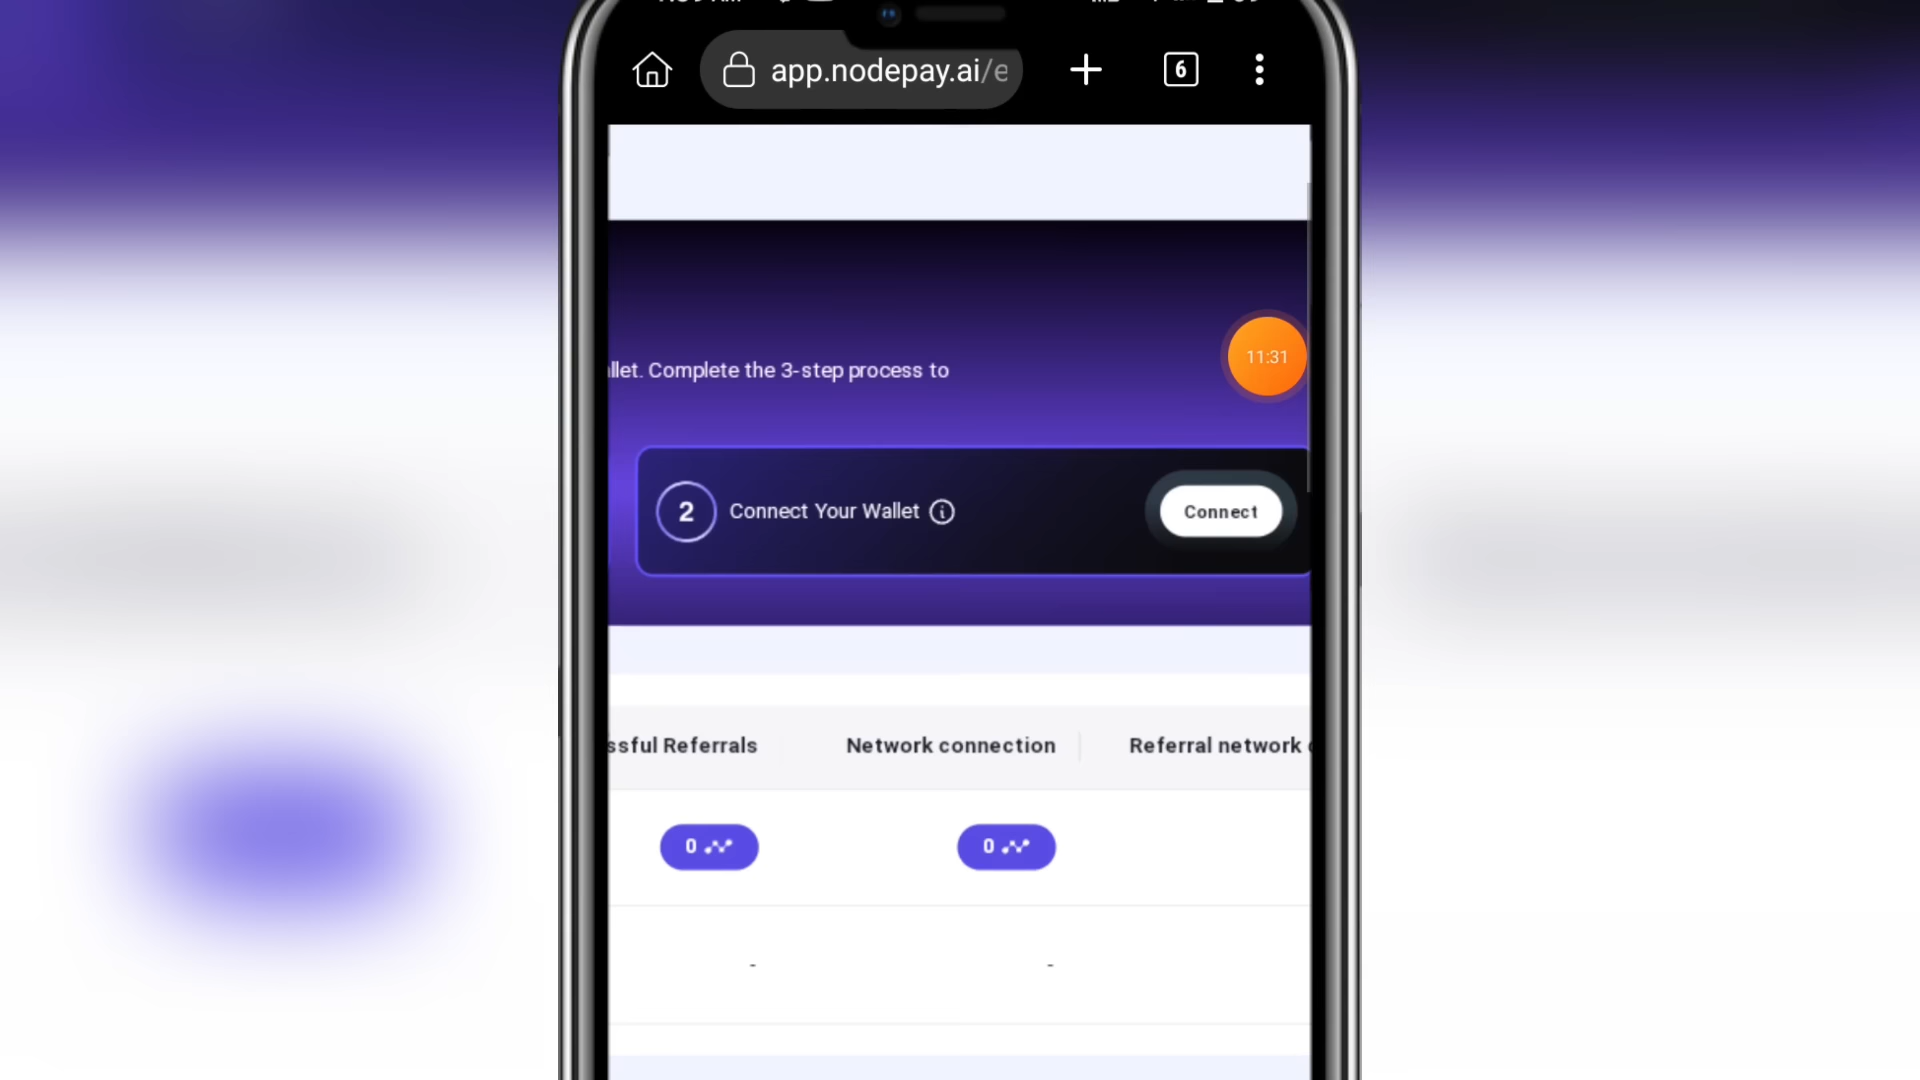 app.nodepay.ai/e
6
llet. Complete the 3-step process to
11:31
2 Connect Your Wallet
Connect
ssful Referrals Network connection Referral network
0 0
- -